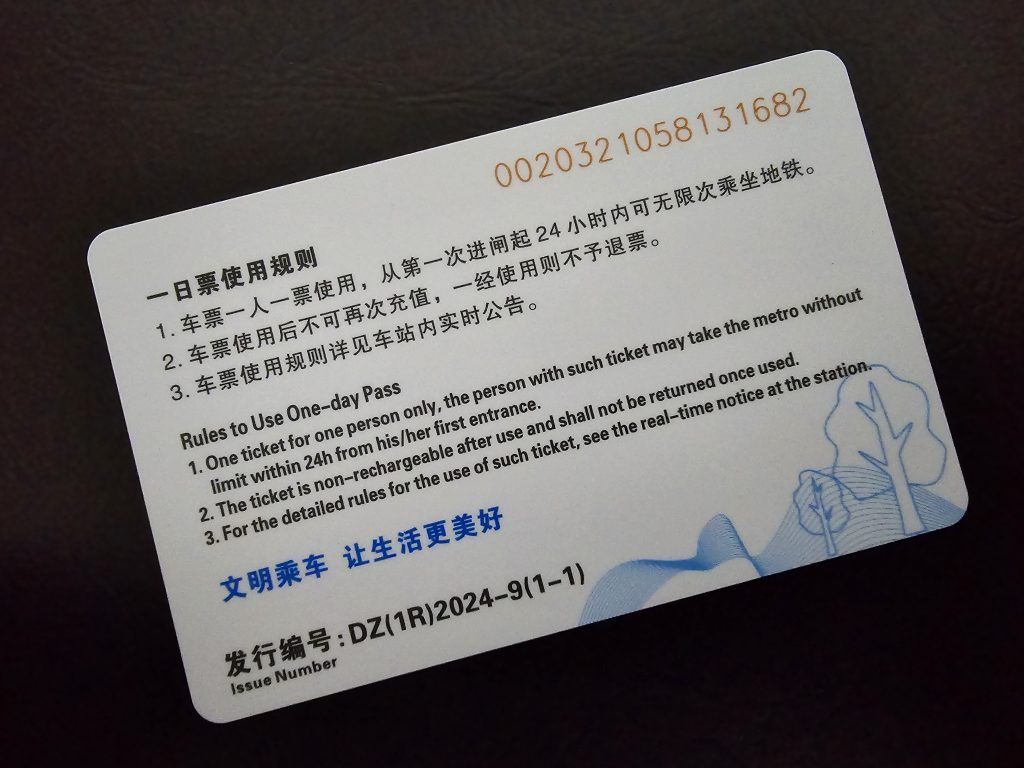 0020321058131682
一日票使用规则
1. 车票一人一票使用，从第一次进闸起 24 小时内可无限次乘坐地铁。
2. 车票使用后不可再次充值，一经使用则不予退票。
3. 车票使用规则详见车站内实时公告。
Rules to Use One-day Pass
1. One ticket for one person only, the person with such ticket may take the metro without
limit within 24h from his/her first entrance.
2. The ticket is non-rechargeable after use and shall not be returned once used.
3. For the detailed rules for the use of such ticket, see the real-time notice at the station.
文明乘车 让生活更美好
发行编号：DZ(1R)2024-9(1-1)
Issue Number